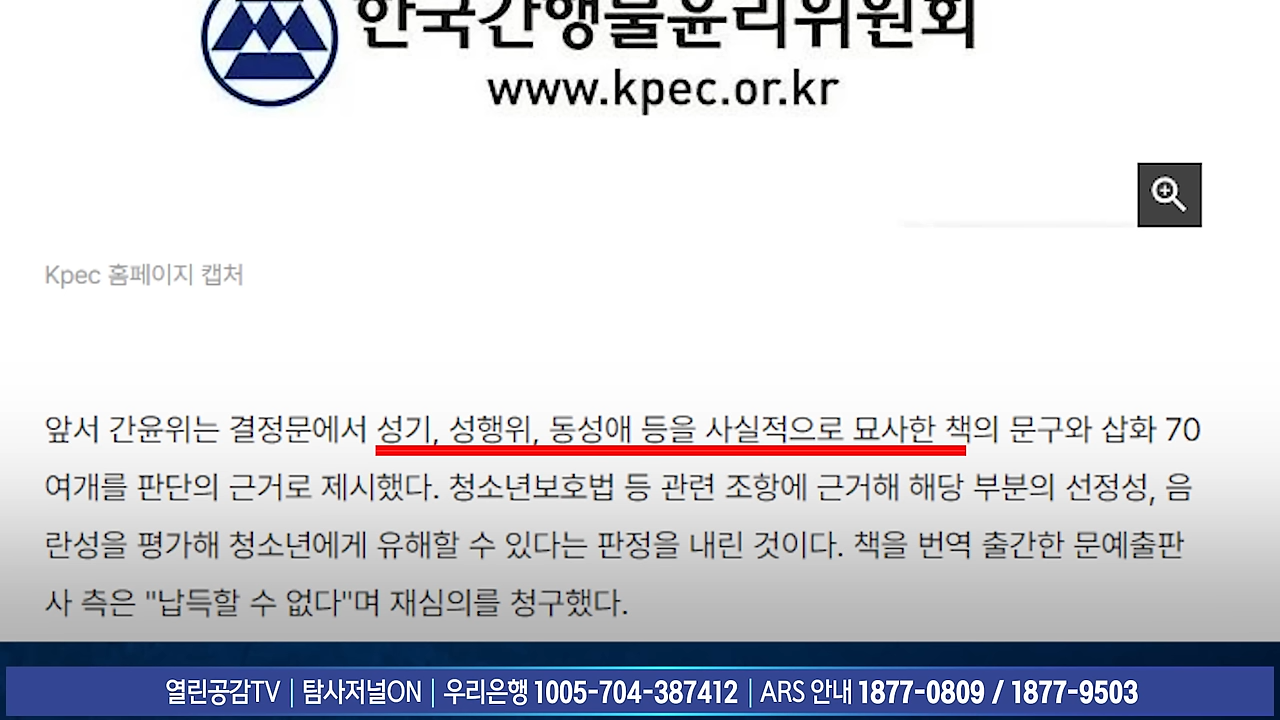 한국간행물윤리위원회
www.kpec.or.kr
Kpec 홈페이지 캡처
앞서 간윤위는 결정문에서 성기, 성행위, 동성애 등을 사실적으로 묘사한 책의 문구와 삽화 70
여개를 판단의 근거로 제시했다. 청소년보호법 등 관련 조항에 근거해 해당 부분의 선정성, 음
란성을 평가해 청소년에게 유해할 수 있다는 판정을 내린 것이다. 책을 번역 출간한 문예출판
사 측은 "납득할 수 없다"며 재심의를 청구했다.
열린공감TV | 탐사저널ON | 우리은행 1005-704-387412 | ARS 안내 1877-0809 / 1877-9503